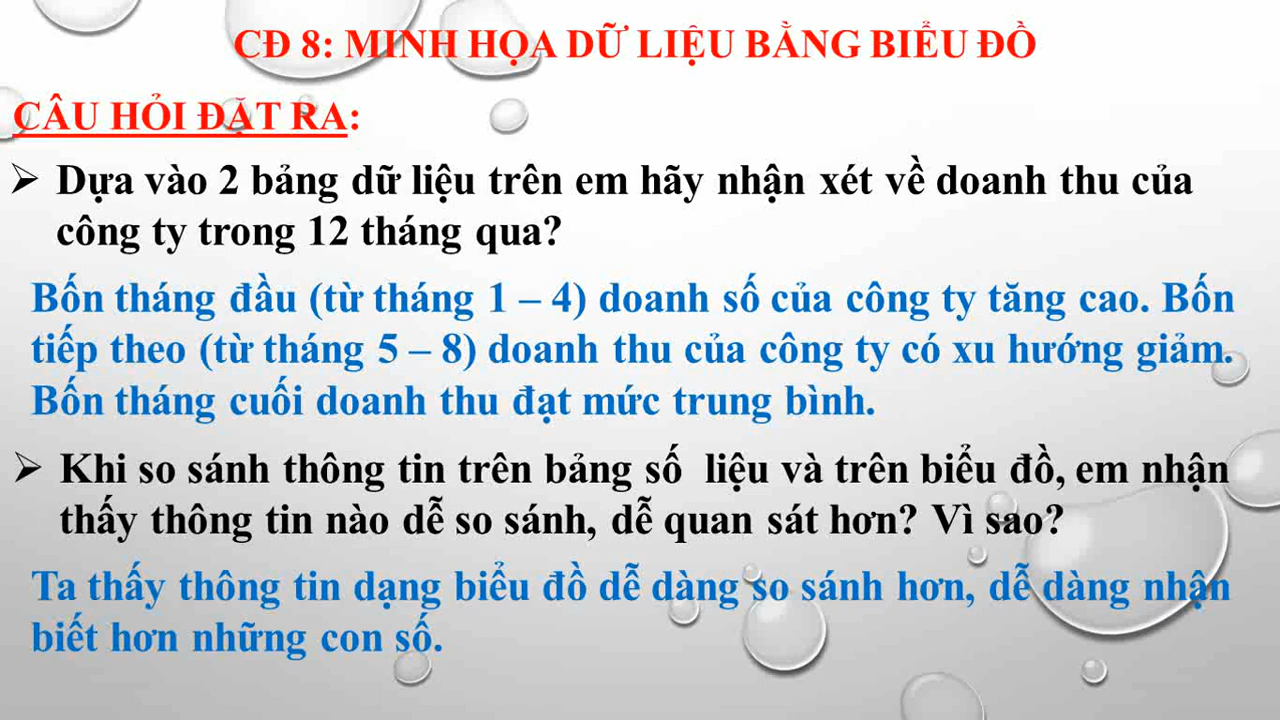 CĐ 8: MINH HỌA DỮ LIỆU BẰNG BIỂU ĐỒ
CÂU HỎI ĐẶT RA:
➢ Dựa vào 2 bảng dữ liệu trên em hãy nhận xét về doanh thu của
công ty trong 12 tháng qua?
Bốn tháng đầu (từ tháng 1 – 4) doanh số của công ty tăng cao. Bốn
tiếp theo (từ tháng 5 – 8) doanh thu của công ty có xu hướng giảm.
Bốn tháng cuối doanh thu đạt mức trung bình.
➢ Khi so sánh thông tin trên bảng số liệu và trên biểu đồ, em nhận
thấy thông tin nào dễ so sánh, dễ quan sát hơn? Vì sao?
Ta thấy thông tin dạng biểu đồ dễ dàng so sánh hơn, dễ dàng nhận
biết hơn những con số.